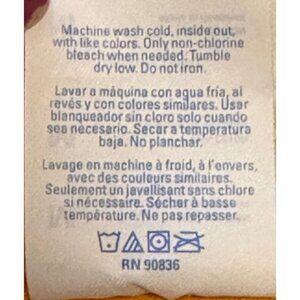 Machine wash cold, inside out,
with like colors. Only non-chlorine
bleach when needed. Tumble
dry low. Do not iron.
Lavar a máquina con agua fría, al
revés y con colores similares. Usar
blanqueador sin cloro solo cuando
sea necesario. Secar a temperatura
baja. No planchar.
Lavage en machine à froid, à l'envers,
avec des couleurs similaires.
Seulement un javellisant sans chlore
si nécessaire. Sécher à basse
température. No pas repasser.
RN 90836